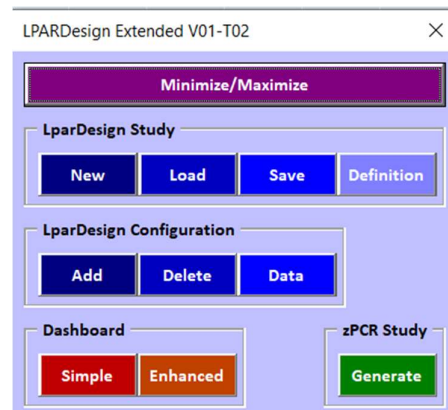 LPARDesign Extended V01-T02
Minimize/Maximize
LparDesign Study
New Load Save Definition
LparDesign Configuration
Add Delete Data
Dashboard zPCR Study
Simple Enhanced Generate